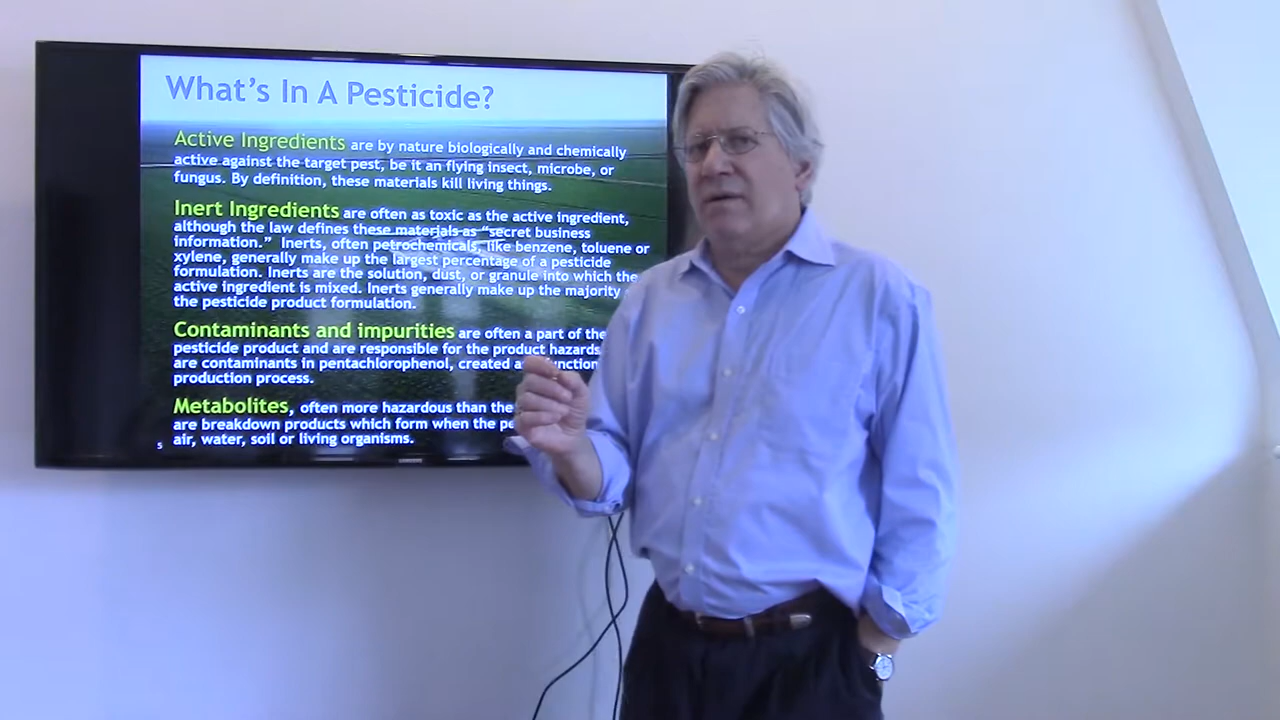 What's In A Pesticide?
Active Ingredients are by nature biologically and chemically
active against the target pest, be it an flying insect, microbe, or
fungus. By definition, these materials kill living things.
Inert Ingredients are often as toxic as the active ingredient,
although the law defines these materials as “secret business
information.” Inerts, often petrochemicals, like benzene, toluene or
xylene, generally make up the largest percentage of a pesticide
formulation. Inerts are the solution, dust, or granule into which the
active ingredient is mixed. Inerts generally make up the majority
the pesticide product formulation.
Contaminants and impurities are often a part of the
pesticide product and are responsible for the product hazards
are contaminants in pentachlorophenol, created
production process.
Metabolites, often more hazardous than the
are breakdown products which form when the
air, water, soil or living organisms.
5
SAMSUNG